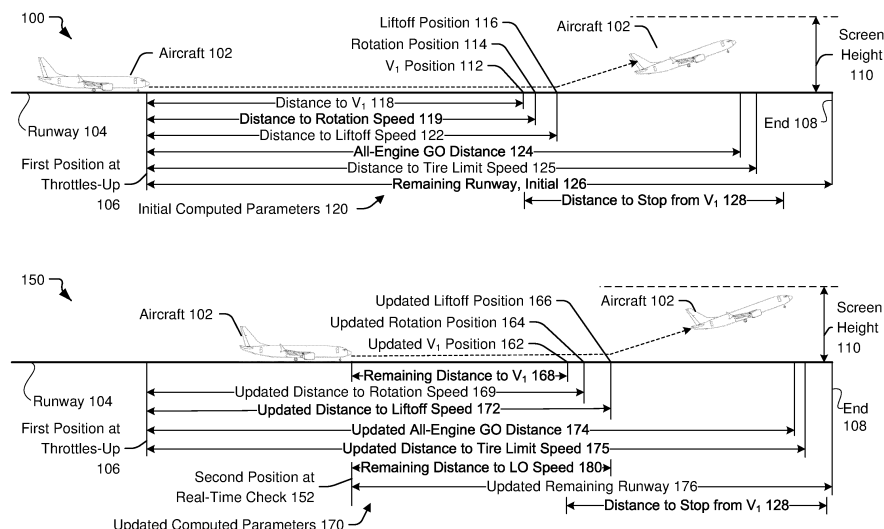 100
Liftoff Position 116
Aircraft 102
Screen
Height
110
Aircraft 102
Rotation Position 114
V1 Position 112
Distance to V1 118
Runway 104
Distance to Rotation Speed 119
End 108
Distance to Liftoff Speed 122
All-Engine GO Distance 124
First Position at
Throttles-Up
106
Distance to Tire Limit Speed 125
Remaining Runway, Initial 126
Initial Computed Parameters 120
Distance to Stop from V1 128
150
Updated Liftoff Position 166
Aircraft 102
Screen
Height
110
Aircraft 102
Updated Rotation Position 164
Updated V1 Position 162
Remaining Distance to V1 168
Runway 104
Updated Distance to Rotation Speed 169
Updated Distance to Liftoff Speed 172
End
108
First Position at
Throttles-Up
106
Updated All-Engine GO Distance 174
Updated Distance to Tire Limit Speed 175
Remaining Distance to LO Speed 180
Second Position at
Real-Time Check 152
Updated Remaining Runway 176
Distance to Stop from V1 128
Updated Computed Parameters 170